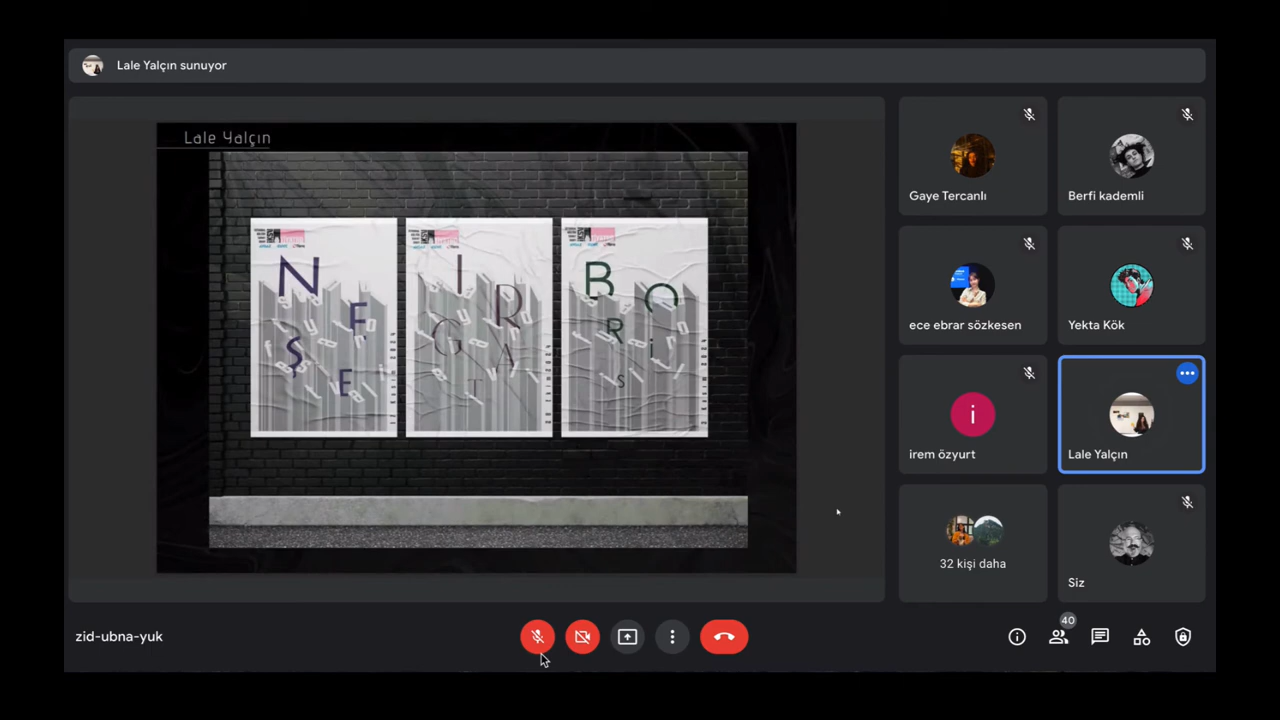 Lale Yalçın sunuyor
Lale Yalçın
N
F
Ş
E
I
R
G
A
T
B
O
R
i
S
Gaye Tercanlı
Berfi kademli
ece ebrar sözkesen
Yekta Kök
i
irem özyurt
Lale Yalçın
32 kişi daha
Siz
zid-ubna-yuk
40